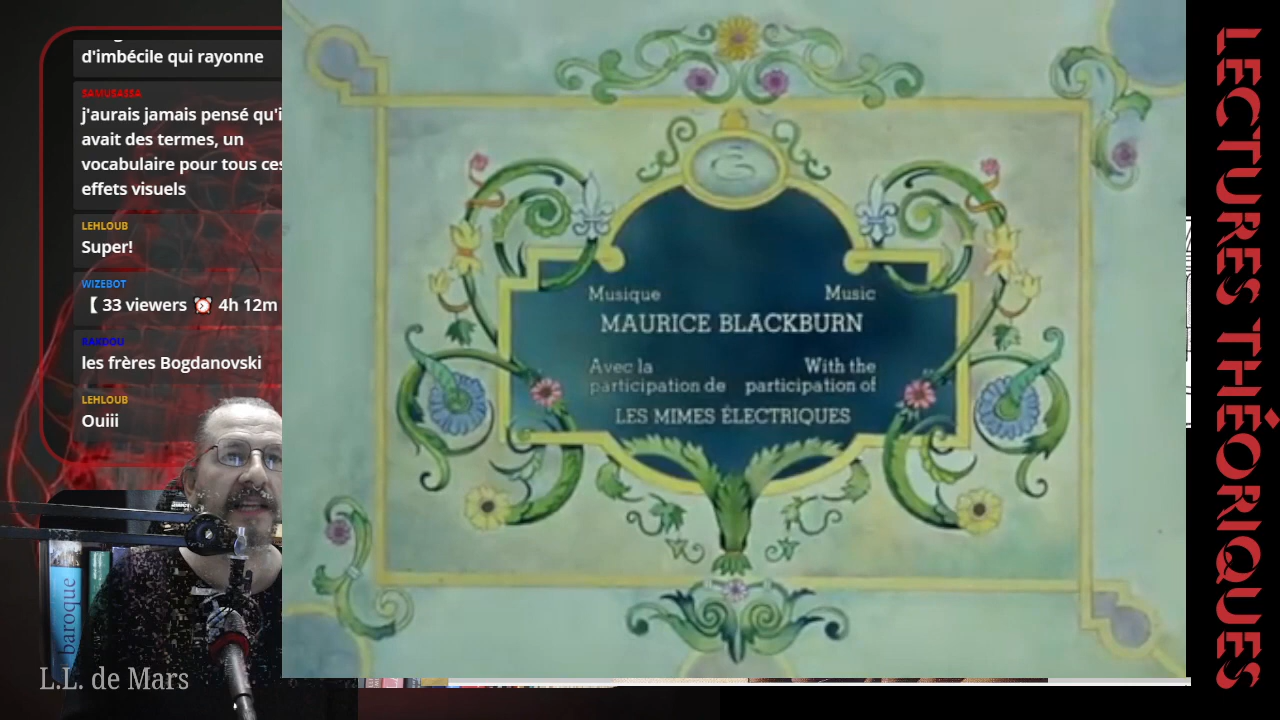 d'imbécile qui rayonne
SAMUSASSA
j'aurais jamais pensé qu'i
avait des termes, un
vocabulaire pour tous ces
effets visuels
LEHLOUB
Super!
WIZEBOT
【 33 viewers ⏰ 4h 12m
RAKDOU
les frères Bogdanovski
LEHLOUB
Ouiii
baroque
L.L. de Mars
Musique Music
MAURICE BLACKBURN
Avec la With the
participation de participation of
LES MIMES ÉLECTRIQUES
LECTURES THÉORIQUES